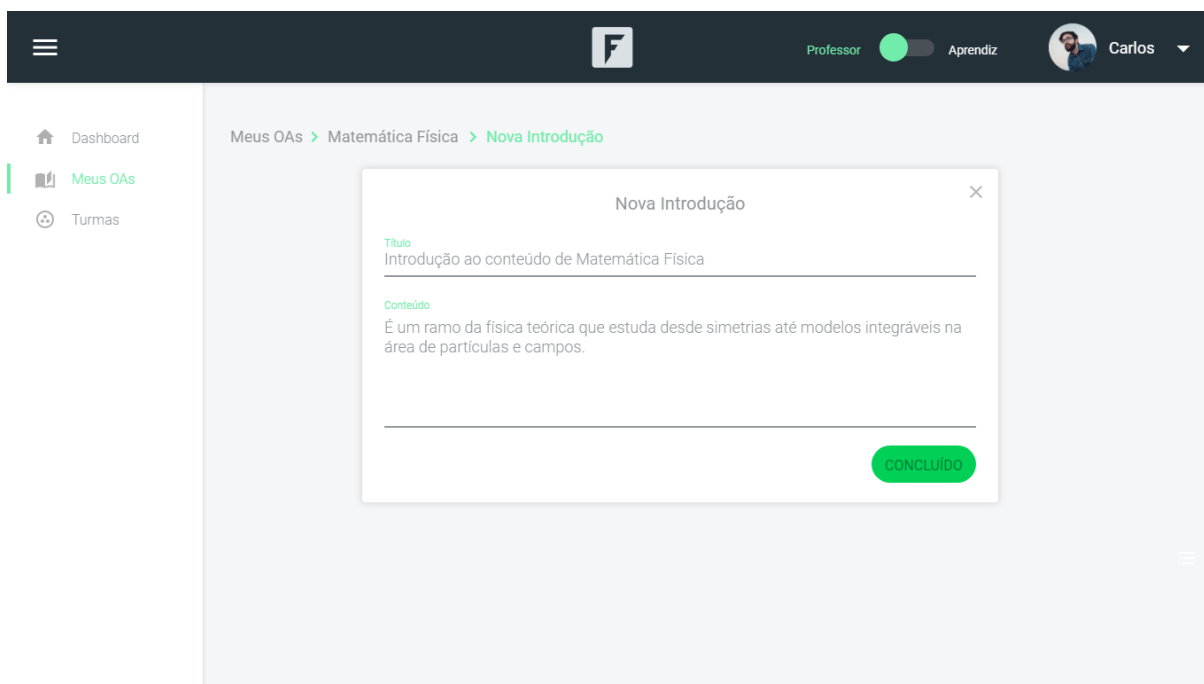 F
Professor
Aprendiz
Carlos
Dashboard
Meus OAs
Turmas
Meus OAs > Matemática Física > Nova Introdução
Nova Introdução
Título
Introdução ao conteúdo de Matemática Física
Conteúdo
É um ramo da física teórica que estuda desde simetrias até modelos integráveis na
área de partículas e campos.
CONCLUÍDO